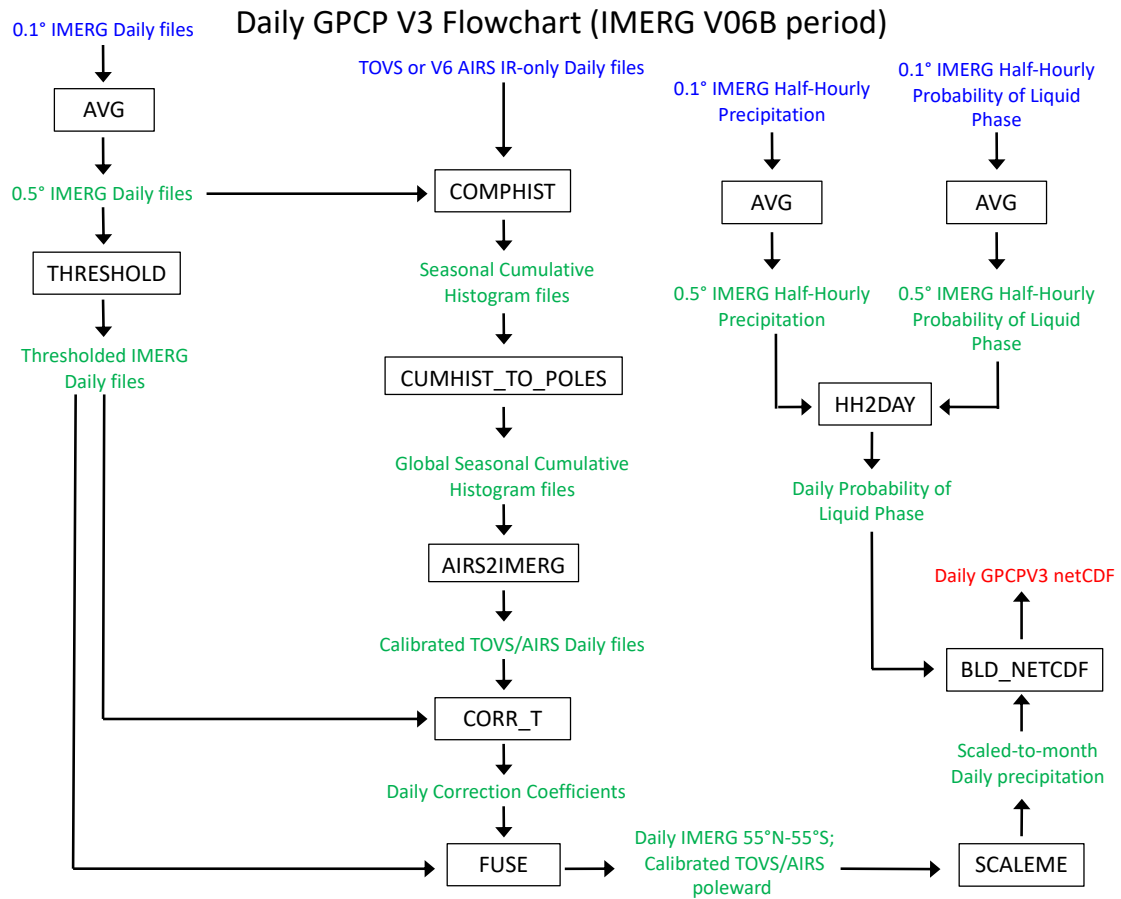 Daily GPCP V3 Flowchart (IMERG V06B period)
0.1° IMERG Daily files
AVG
0.5° IMERG Daily files
THRESHOLD
Thresholded IMERG
Daily files
TOVS or V6 AIRS IR-only Daily files
COMPHIST
Seasonal Cumulative
Histogram files
CUMHIST_TO_POLES
Global Seasonal Cumulative
Histogram files
AIRS2IMERG
Calibrated TOVS/AIRS Daily files
CORR_T
Daily Correction Coefficients
FUSE
Daily IMERG 55°N-55°S;
Calibrated TOVS/AIRS
poleward
SCALEME
Scaled-to-month
Daily precipitation
0.1° IMERG Half-Hourly
Precipitation
AVG
0.5° IMERG Half-Hourly
Precipitation
0.1° IMERG Half-Hourly
Probability of Liquid
Phase
AVG
0.5° IMERG Half-Hourly
Probability of Liquid
Phase
HH2DAY
Daily Probability of
Liquid Phase
BLD_NETCDF
Daily GPCPV3 netCDF